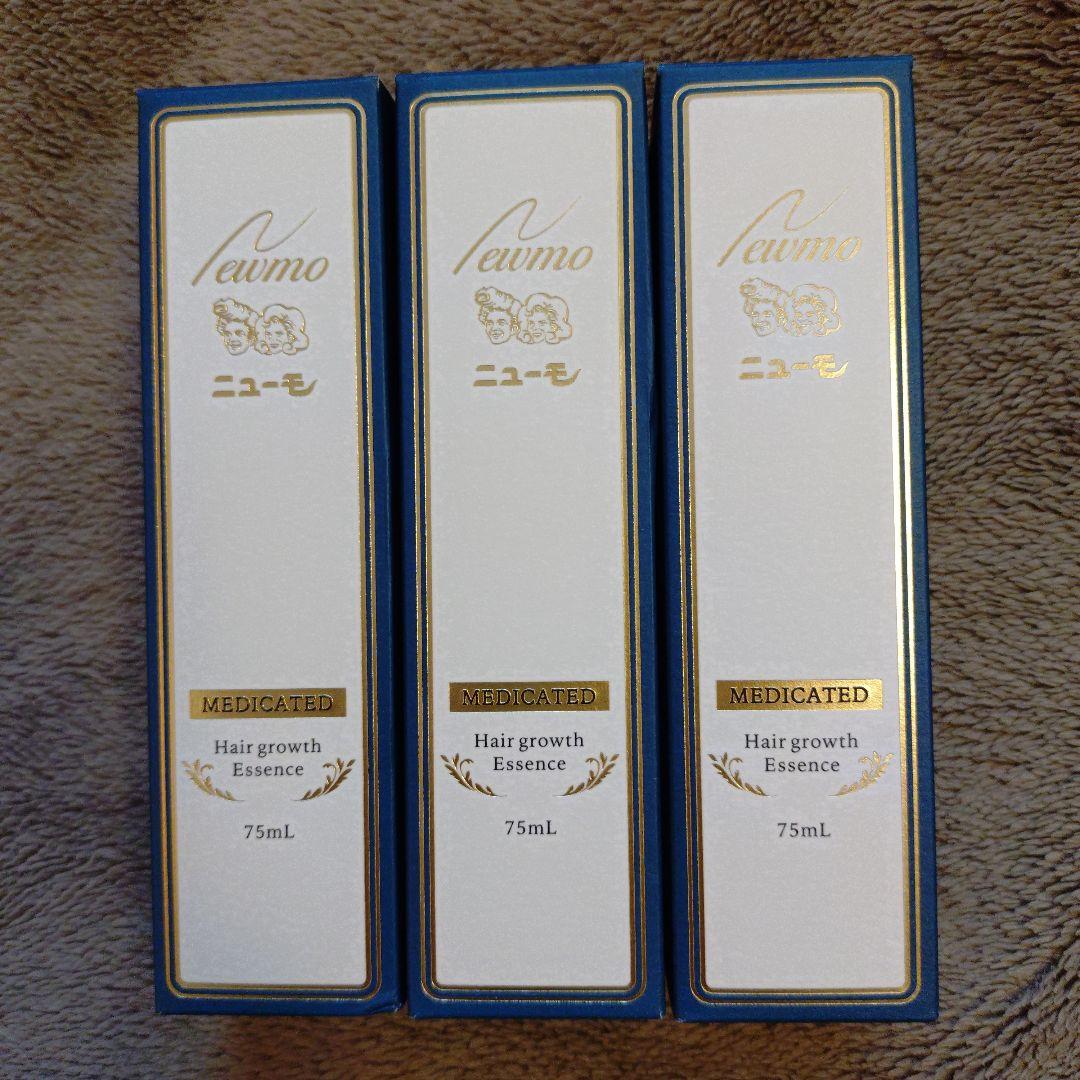 Newmo
ニューモ
MEDICATED
Hair growth
Essence
75mL
Newmo
ニューモ
MEDICATED
Hair growth
Essence
75mL
Newmo
ニューモ
MEDICATED
Hair growth
Essence
75mL